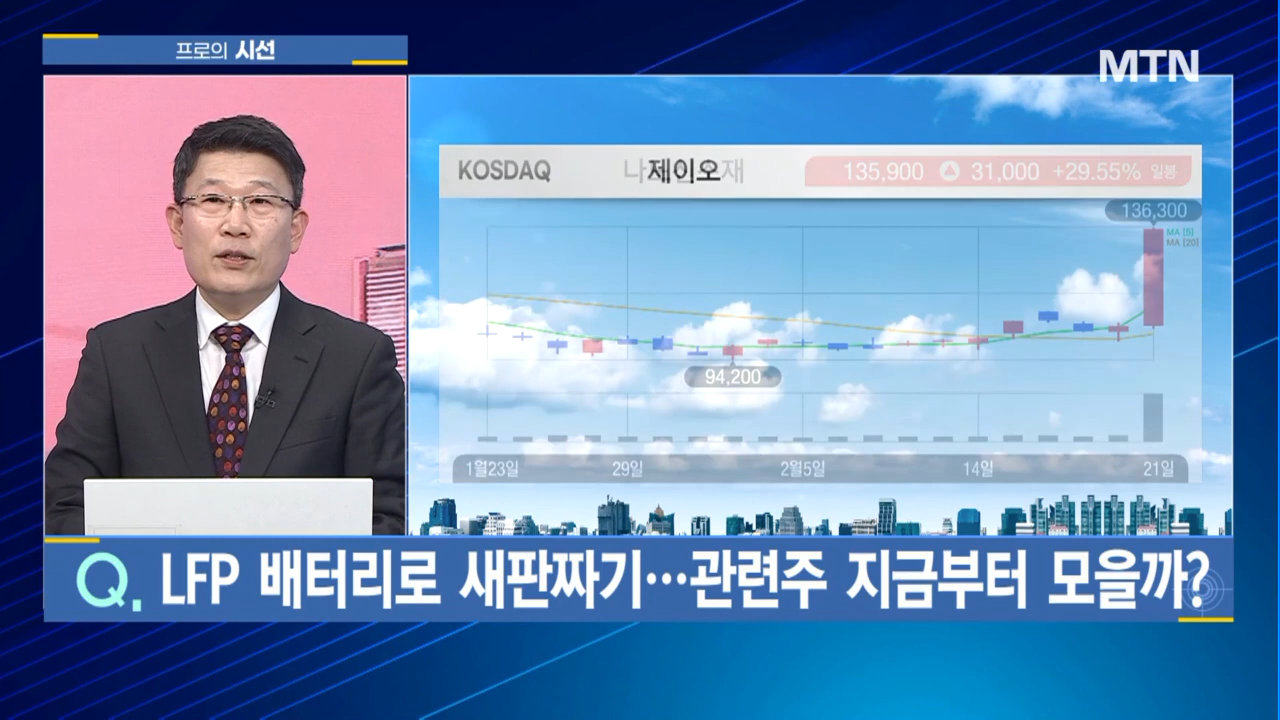 프로의 시선
MTN
KOSDAQ 제이오 135,900 ▲ 31,000 +29.55% 일봉
136,300
MA [5]
MA [20]
94,200
1월23일 29일 2월5일 14일 21일
Q. LFP 배터리로 새판짜기…관련주 지금부터 모을까?